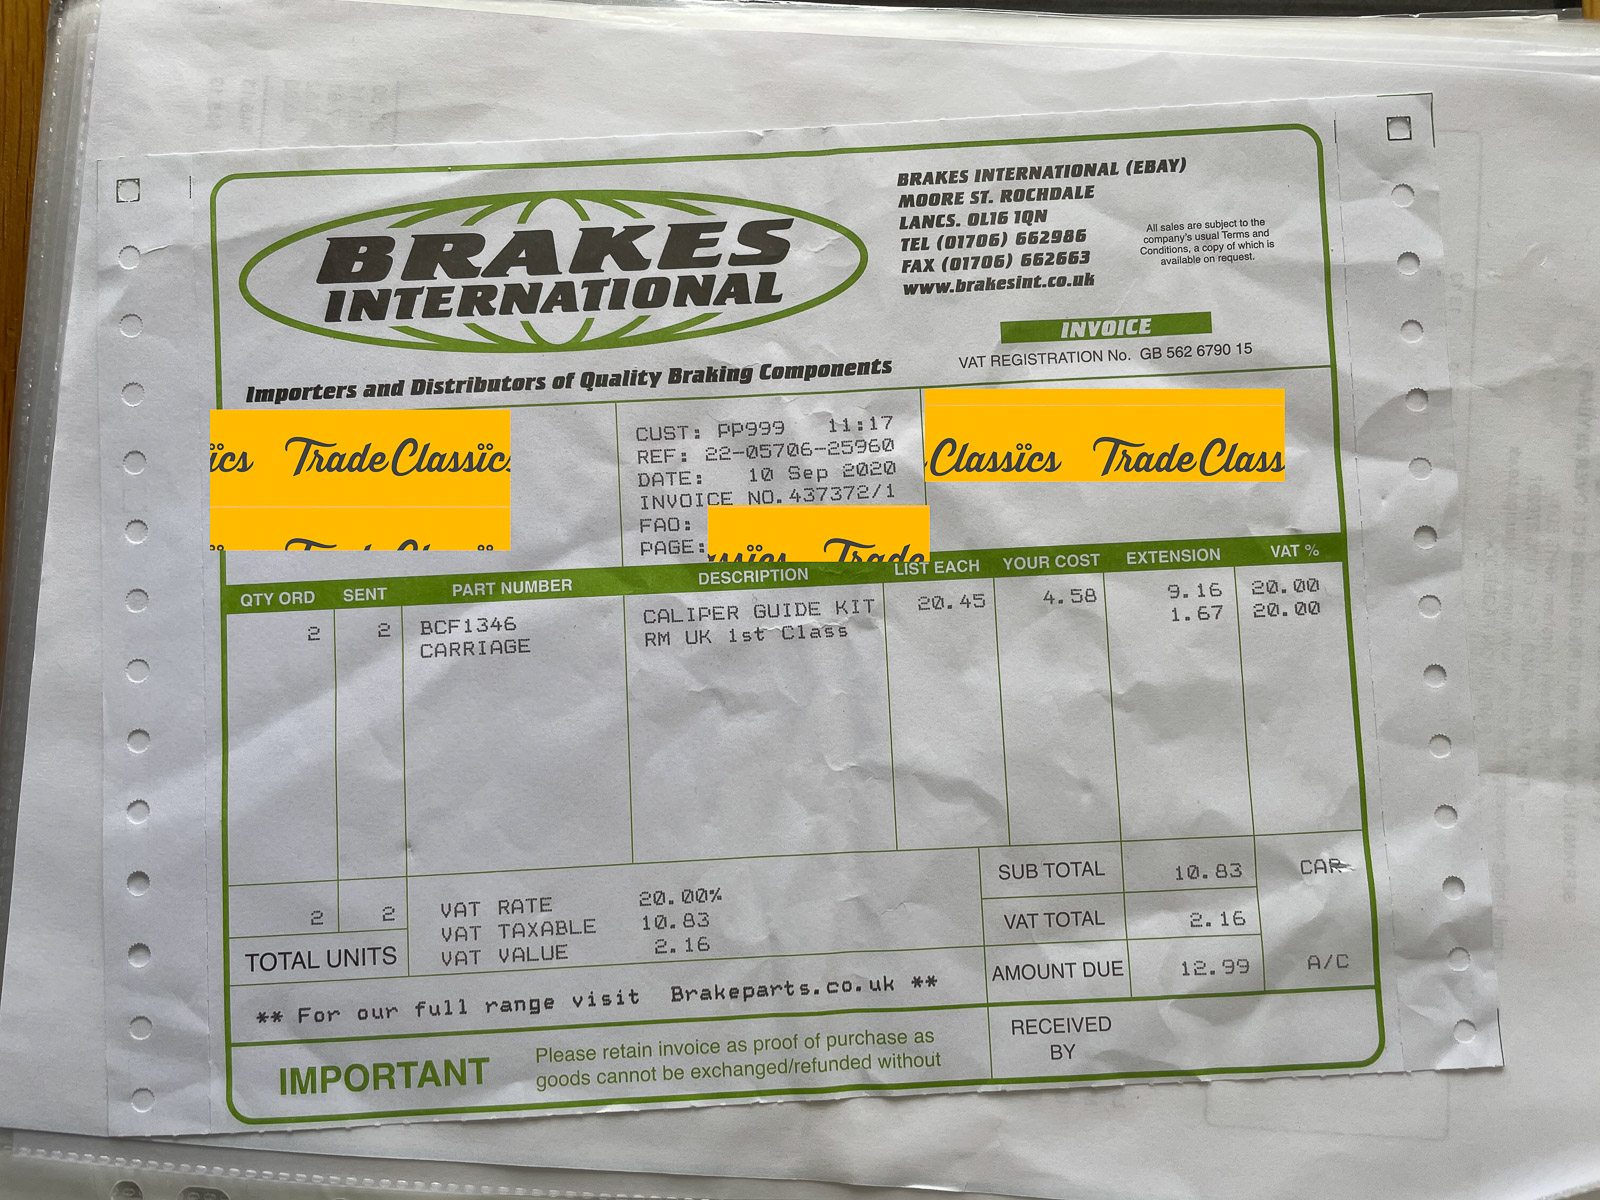 BRAKES
INTERNATIONAL
Importers and Distributors of Quality Braking Components
BRAKES INTERNATIONAL (EBAY)
MOORE ST. ROCHDALE
LANCS. OL16 1QN
TEL (01706) 662986
FAX (01706) 662663
www.brakesint.co.uk
All sales are subject to the
company's usual Terms and
Conditions, a copy of which is
available on request.
INVOICE
VAT REGISTRATION No. GB 562 6790 15
Trade Classic
CUST: PP999 11:17
REF: 22-05706-25960
DATE: 10 Sep 2020
INVOICE NO. 437372/1
FAO:
PAGE:
Classïcs Trade Class
QTY ORD SENT PART NUMBER DESCRIPTION LIST EACH YOUR COST EXTENSION VAT %
2 2 BCF1346 CALIPER GUIDE KIT 20.45 4.58 9.16 20.00
CARRIAGE RM UK 1st Class 1.67 20.00
2 2
TOTAL UNITS
VAT RATE 20.00%
VAT TAXABLE 10.83
VAT VALUE 2.16
SUB TOTAL 10.83 CAR
VAT TOTAL 2.16
AMOUNT DUE 12.99 A/C
** For our full range visit Brakeparts.co.uk **
IMPORTANT
Please retain invoice as proof of purchase as
goods cannot be exchanged/refunded without
RECEIVED
BY